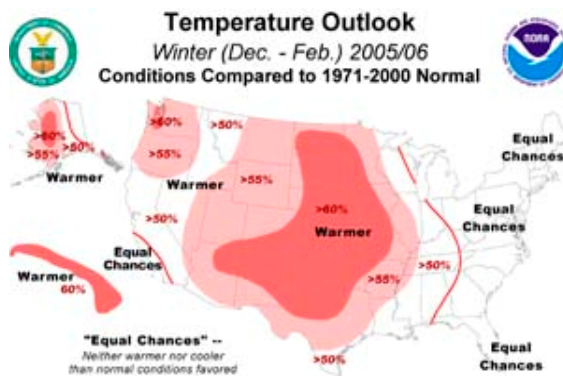 Temperature Outlook
Winter (Dec. - Feb.) 2005/06
Conditions Compared to 1971-2000 Normal
NOAA
>60%
>55%
>50%
Warmer
>60%
>55%
>50%
Warmer
>50%
>55%
>60%
Warmer
>55%
>50%
>50%
Equal
Chances
Equal
Chances
Equal
Chances
Equal
Chances
Warmer
60%
"Equal Chances" --
Neither warmer nor cooler
than normal conditions favored